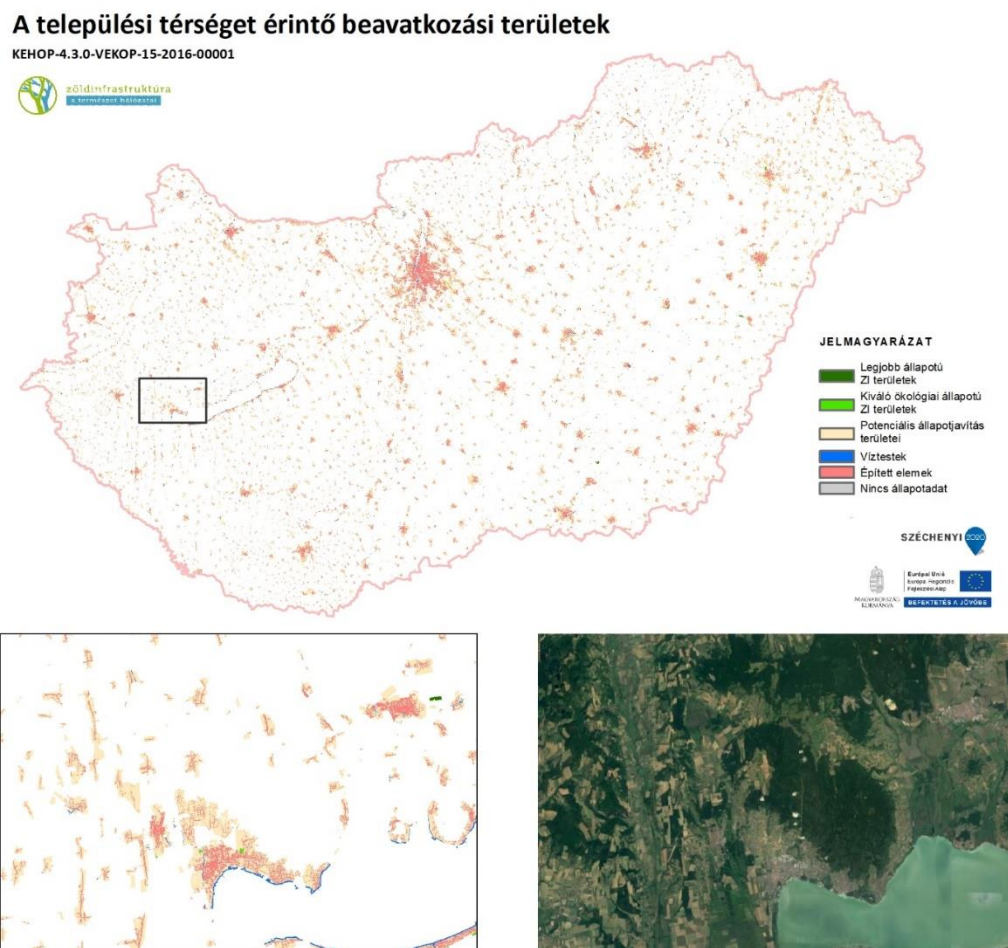 A települési térséget érintő beavatkozási területek
KEHOP-4.3.0-VEKOP-15-2016-00001
zöldinfrastruktúra
a természet hálózatai
JELMAGYARÁZAT
Legjobb állapotú
ZI területek
Kiváló ökológiai állapotú
ZI területek
Potenciális állapotjavítás
területei
Víztestek
Épített elemek
Nincs állapotadat
SZÉCHENYI 2020
MAGYARORSZÁG
KORMÁNYA
Európai Unió
Európai Regionális
Fejlesztési Alap
BEFEKTETÉS A JÖVŐBE